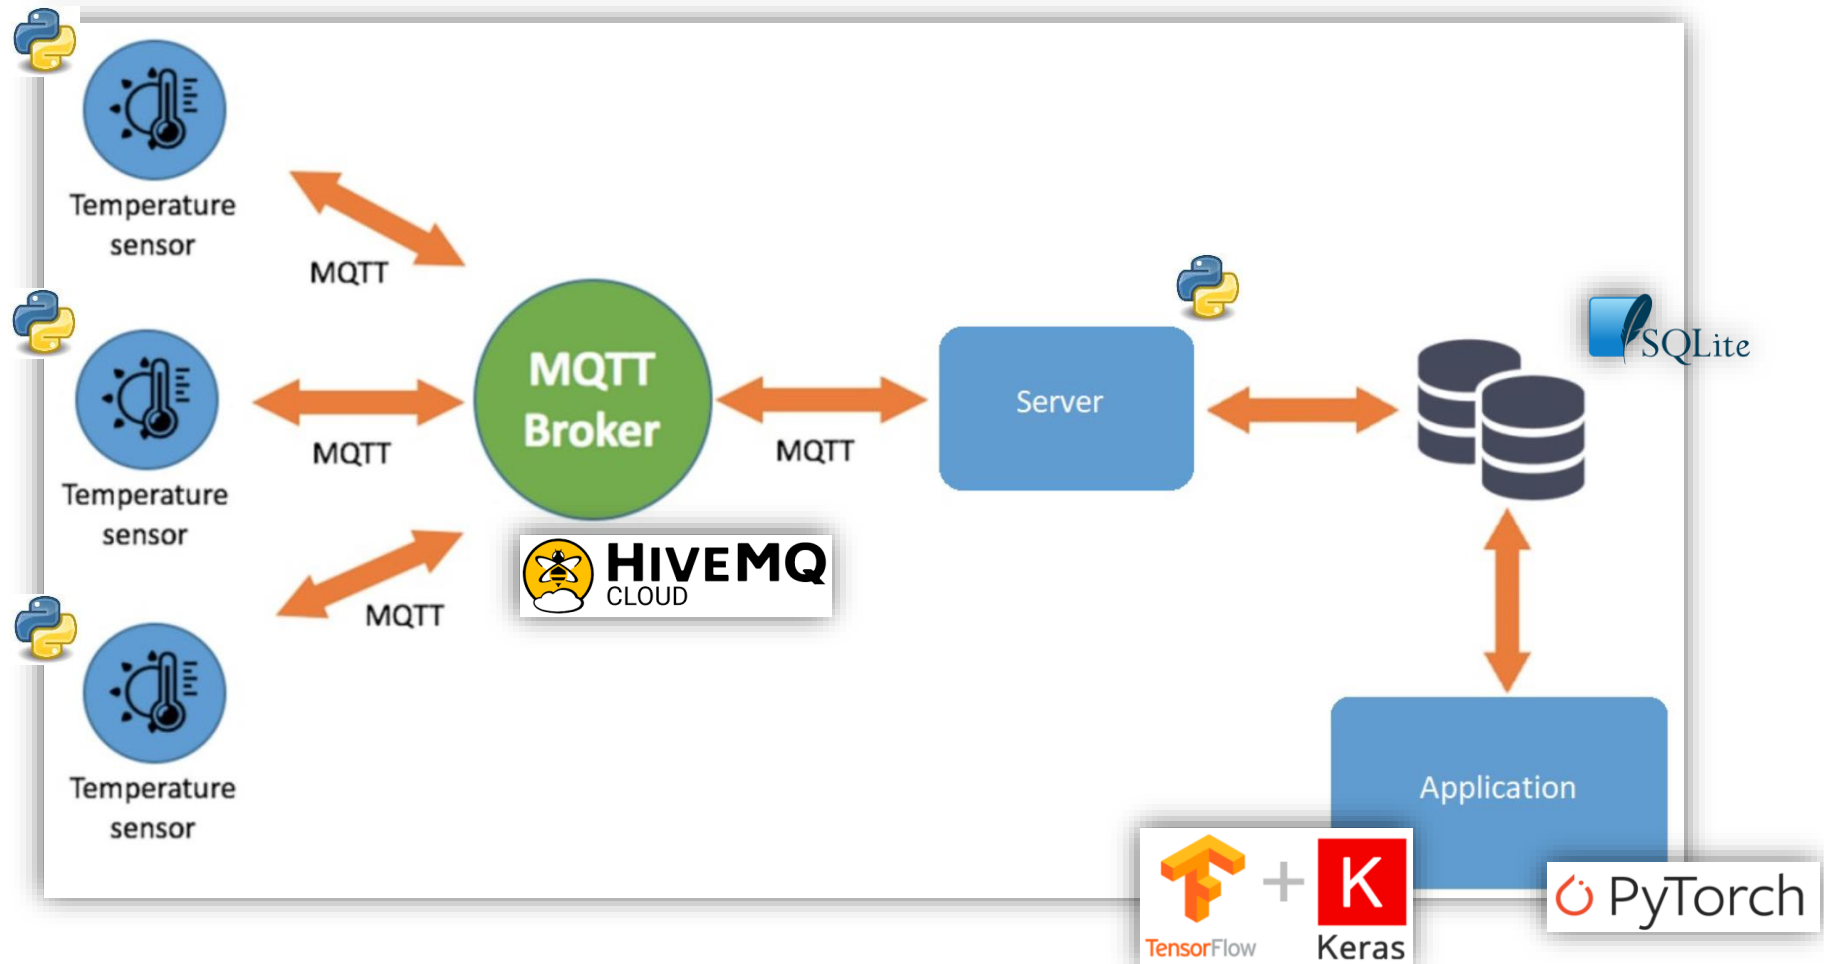 Temperature
sensor
MQTT
Temperature
sensor
MQTT
Temperature
sensor
MQTT
MQTT
Broker
HIVEMQ
CLOUD
MQTT
Server
SQLite
Application
TensorFlow
+
K
Keras
PyTorch